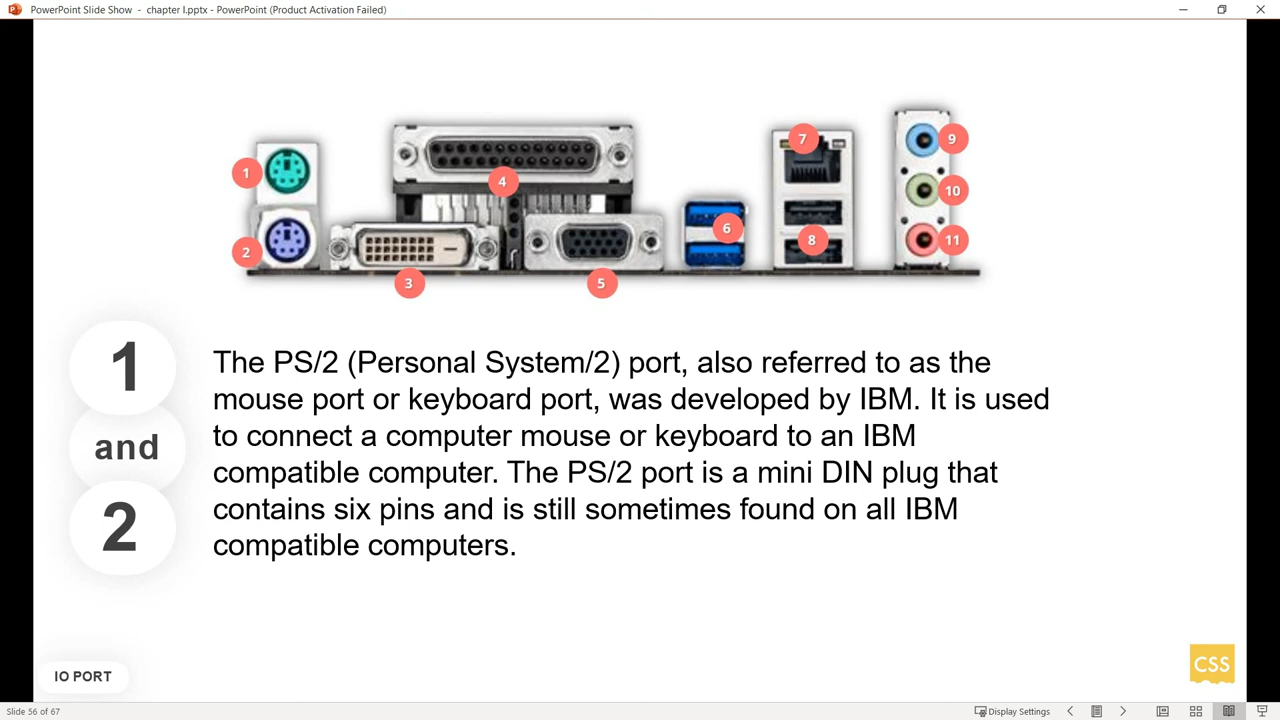 PowerPoint Slide Show - chapter I.pptx - PowerPoint (Product Activation Failed)
1
2
3
4
5
6
7
8
9
10
11
1
and
2
The PS/2 (Personal System/2) port, also referred to as the
mouse port or keyboard port, was developed by IBM. It is used
to connect a computer mouse or keyboard to an IBM
compatible computer. The PS/2 port is a mini DIN plug that
contains six pins and is still sometimes found on all IBM
compatible computers.
IO PORT
CSS
Slide 56 of 67
Display Settings